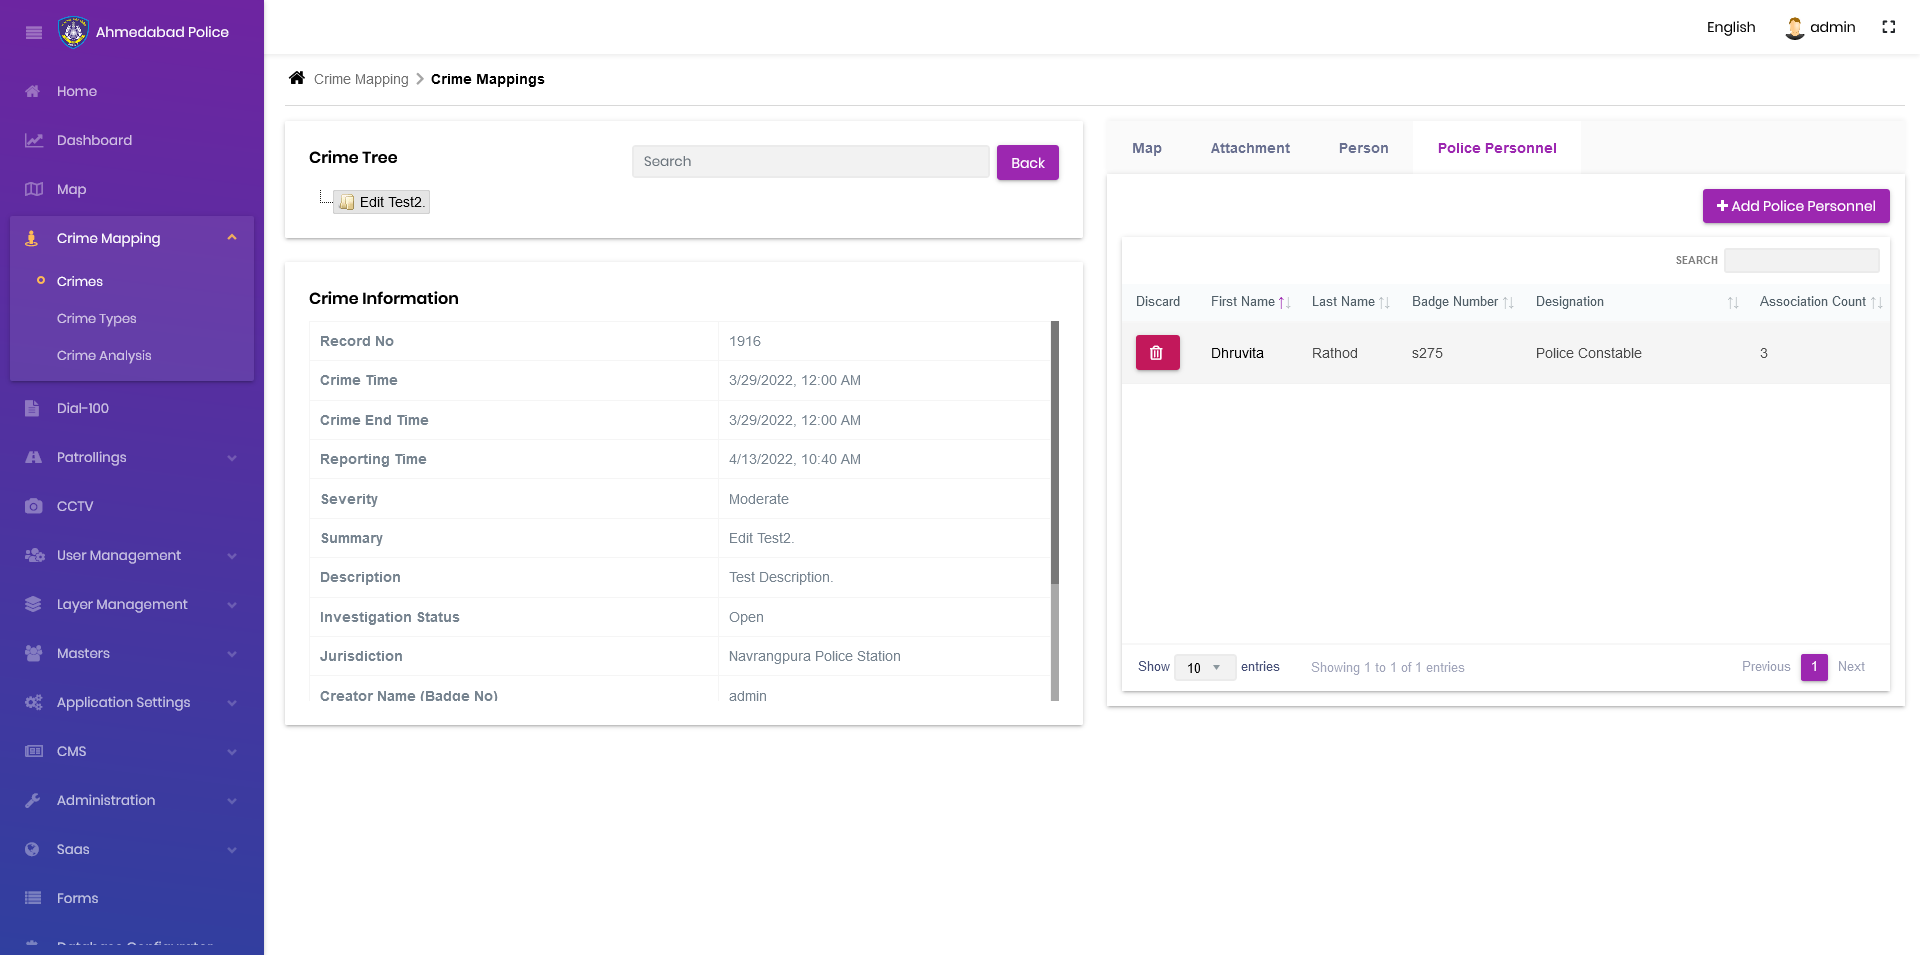 Ahmedabad Police
English
admin
Home
Dashboard
Map
Crime Mapping
Crimes
Crime Types
Crime Analysis
Dial-100
Patrollings
CCTV
User Management
Layer Management
Masters
Application Settings
CMS
Administration
Saas
Forms
Database Configurator
Crime Mapping
Crime Mappings
Crime Tree
Search
Back
Edit Test2.
Crime Information
Record No 1916
Crime Time 3/29/2022, 12:00 AM
Crime End Time 3/29/2022, 12:00 AM
Reporting Time 4/13/2022, 10:40 AM
Severity Moderate
Summary Edit Test2.
Description Test Description.
Investigation Status Open
Jurisdiction Navrangpura Police Station
Creator Name (Badge No) admin
Map Attachment Person Police Personnel
Add Police Personnel
SEARCH
Discard First Name Last Name Badge Number Designation Association Count
Dhruvita Rathod s275 Police Constable 3
Show 10 entries Showing 1 to 1 of 1 entries Previous 1 Next